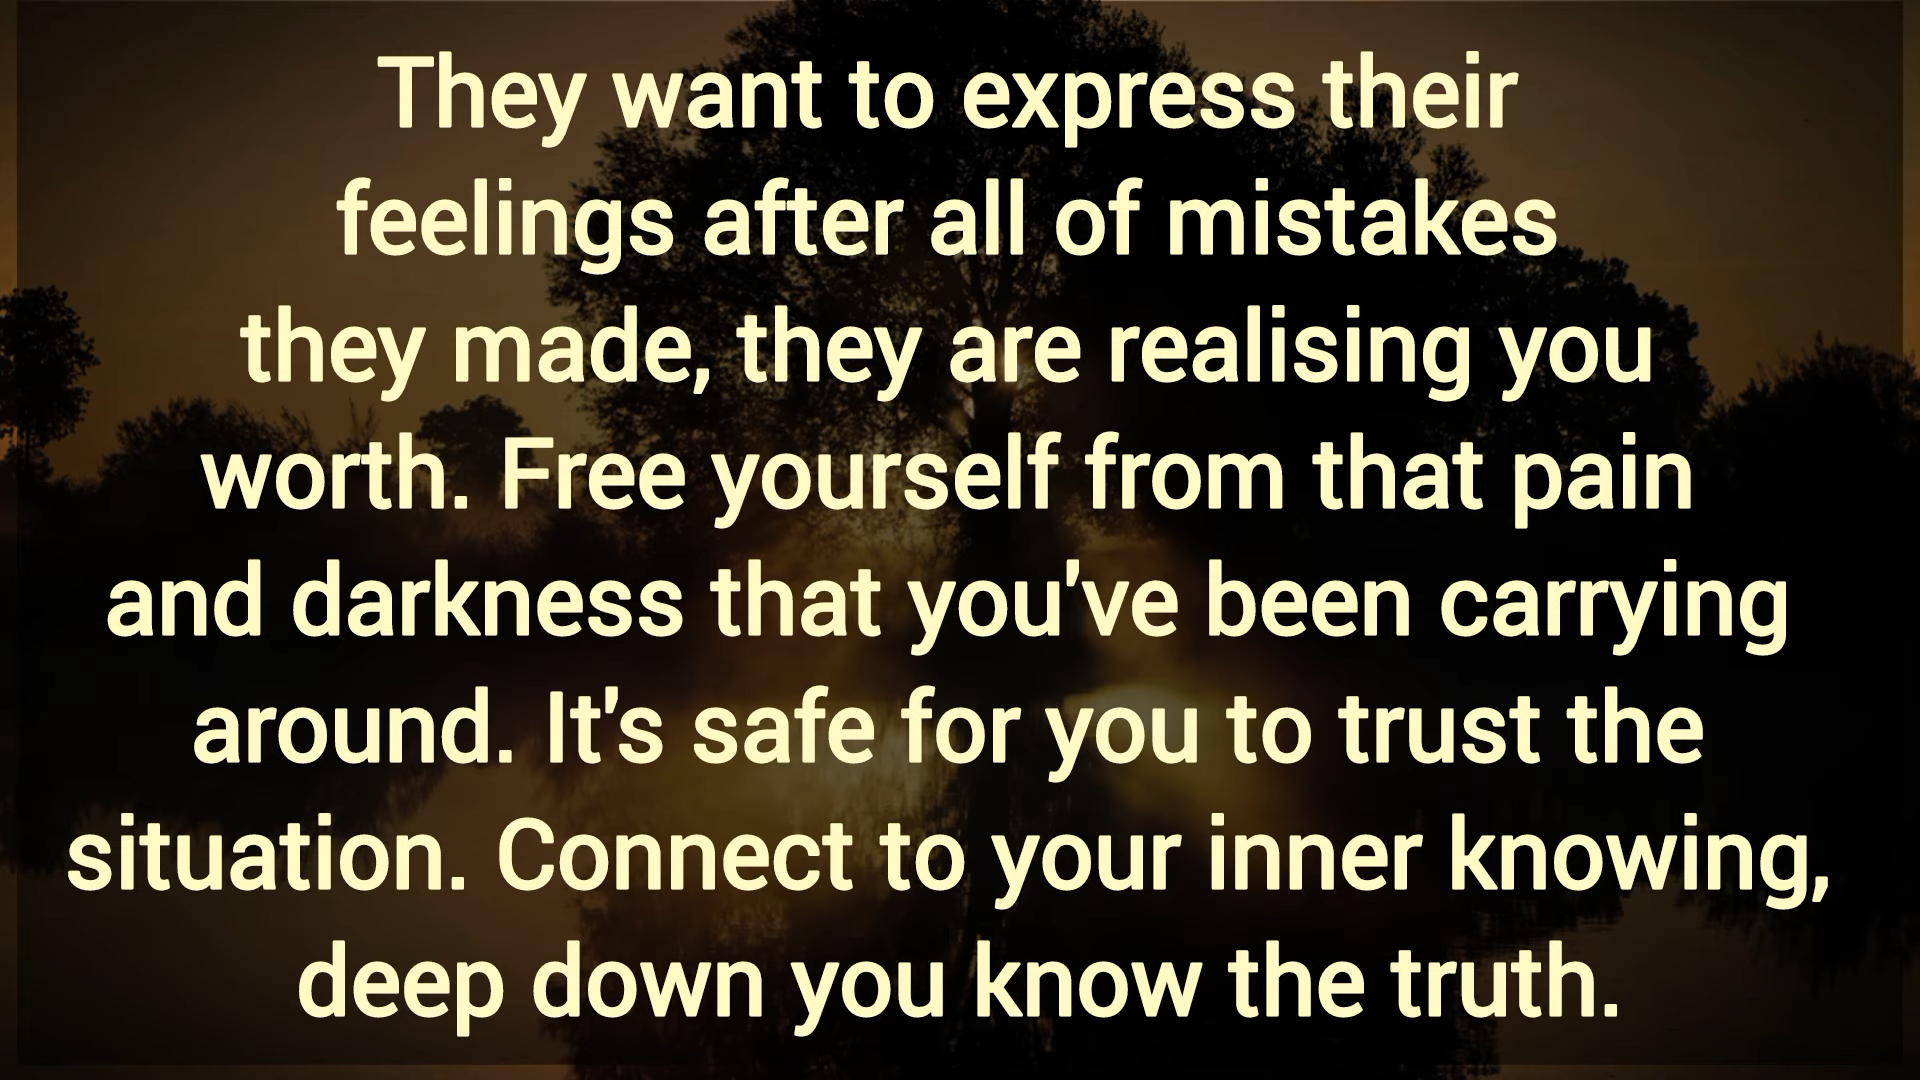 They want to express their
feelings after all of mistakes
they made, they are realising you
worth. Free yourself from that pain
and darkness that you've been carrying
around. It's safe for you to trust the
situation. Connect to your inner knowing,
deep down you know the truth.